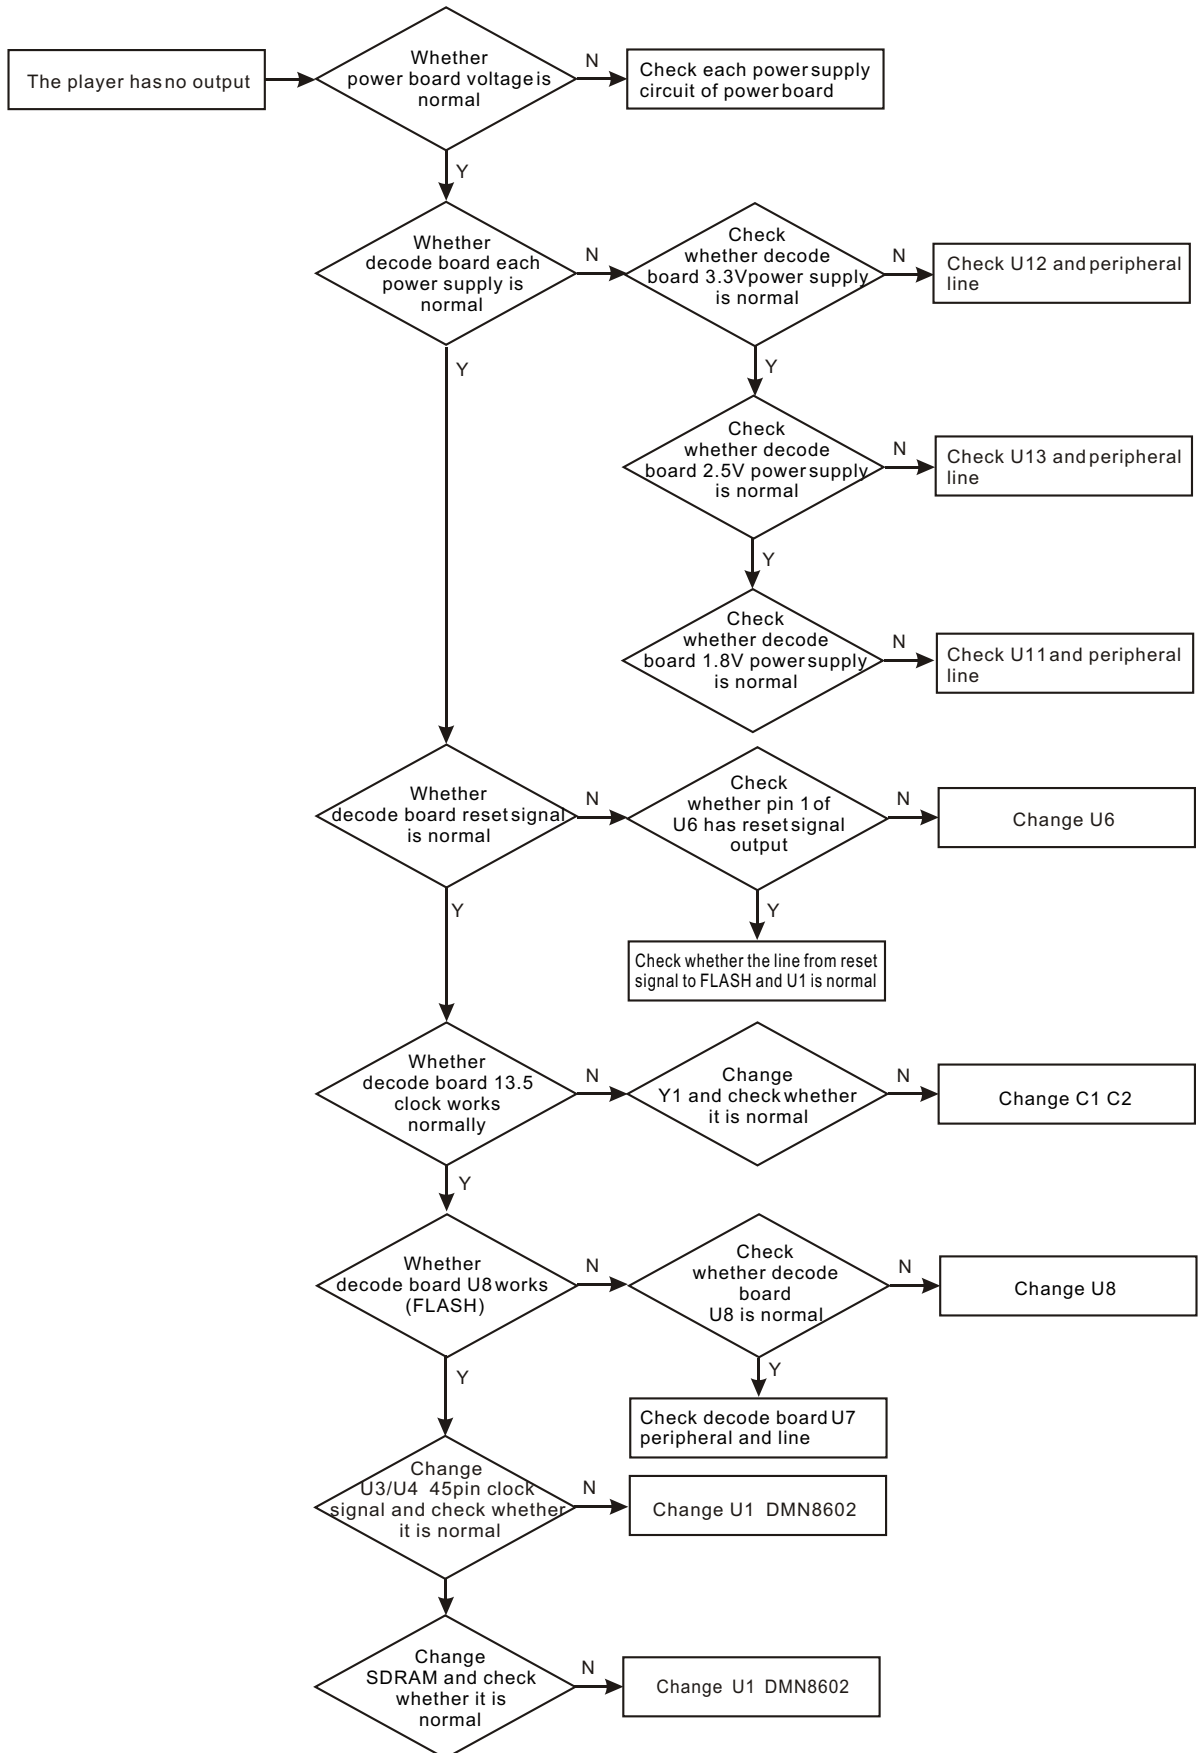 The player has no output
Whether
power board voltage is
normal
N
Check each power supply
circuit of power board
Y
Whether
decode board each
power supply is
normal
N
Check
whether decode
board 3.3V power supply
is normal
N
Check U12 and peripheral
line
Y
Y
Check
whether decode
board 2.5V power supply
is normal
N
Check U13 and peripheral
line
Y
Check
whether decode
board 1.8V power supply
is normal
N
Check U11 and peripheral
line
Whether
decode board reset signal
is normal
N
Check
whether pin 1 of
U6 has reset signal
output
N
Change U6
Y
Y
Check whether the line from reset
signal to FLASH and U1 is normal
Whether
decode board 13.5
clock works
normally
N
Change
Y1 and check whether
it is normal
N
Change C1 C2
Y
Whether
decode board U8 works
(FLASH)
N
Check
whether decode
board
U8 is normal
N
Change U8
Y
Y
Check decode board U7
peripheral and line
Change
U3/U4 45pin clock
signal and check whether
it is normal
N
Change U1 DMN8602
Change
SDRAM and check
whether it is
normal
N
Change U1 DMN8602